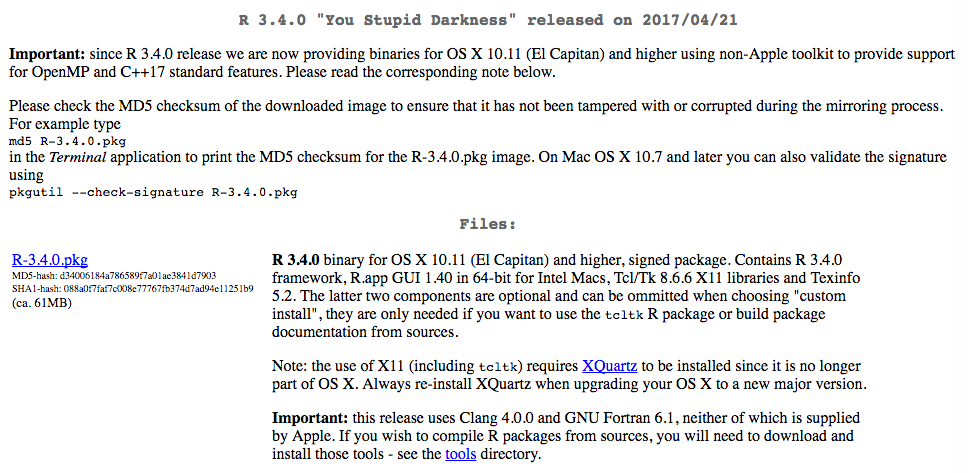 R 3.4.0 "You Stupid Darkness" released on 2017/04/21
Important: since R 3.4.0 release we are now providing binaries for OS X 10.11 (El Capitan) and higher using non-Apple toolkit to provide support
for OpenMP and C++17 standard features. Please read the corresponding note below.
Please check the MD5 checksum of the downloaded image to ensure that it has not been tampered with or corrupted during the mirroring process.
For example type
md5 R-3.4.0.pkg
in the Terminal application to print the MD5 checksum for the R-3.4.0.pkg image. On Mac OS X 10.7 and later you can also validate the signature
using
pkgutil --check-signature R-3.4.0.pkg
Files:
R-3.4.0.pkg
MD5-hash: d34006184a786589f7a01ae3841d7903
SHA1-hash: 088a0f7faf7c008e77767fb374d7ad94e11251b9
(ca. 61MB)
R 3.4.0 binary for OS X 10.11 (El Capitan) and higher, signed package. Contains R 3.4.0
framework, R.app GUI 1.40 in 64-bit for Intel Macs, Tcl/Tk 8.6.6 X11 libraries and Texinfo
5.2. The latter two components are optional and can be ommitted when choosing "custom
install", they are only needed if you want to use the tcltk R package or build package
documentation from sources.
Note: the use of X11 (including tcltk) requires XQuartz to be installed since it is no longer
part of OS X. Always re-install XQuartz when upgrading your OS X to a new major version.
Important: this release uses Clang 4.0.0 and GNU Fortran 6.1, neither of which is supplied
by Apple. If you wish to compile R packages from sources, you will need to download and
install those tools - see the tools directory.